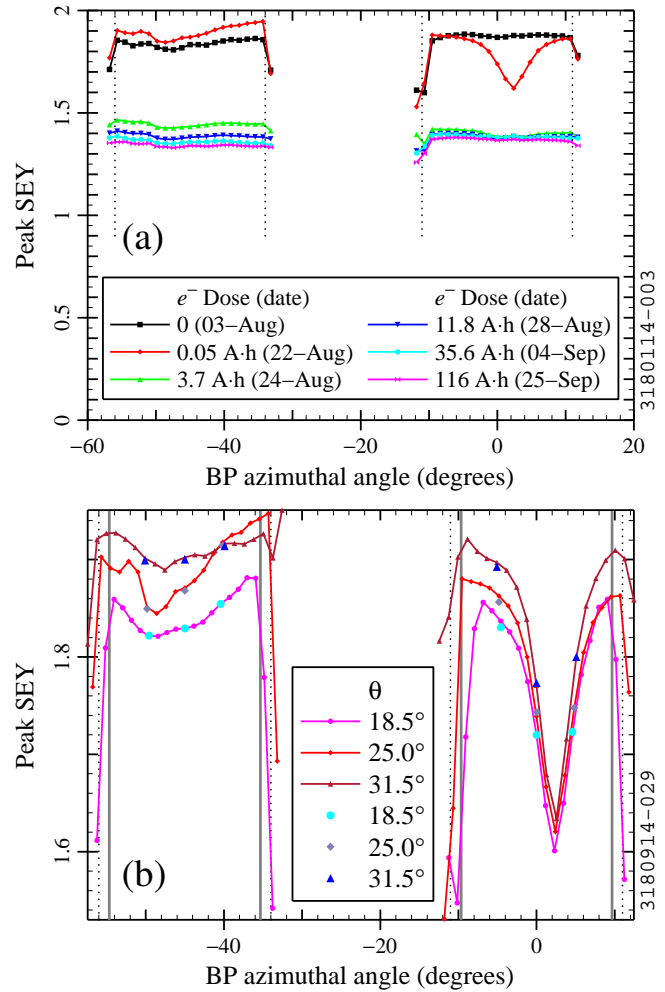 2
1.5
1
0.5
0
Peak SEY
(a)
e⁻ Dose (date)
0 (03−Aug)
0.05 A·h (22−Aug)
3.7 A·h (24−Aug)
e⁻ Dose (date)
11.8 A·h (28−Aug)
35.6 A·h (04−Sep)
116 A·h (25−Sep)
3180114−003
−60 −40 −20 0 20
BP azimuthal angle (degrees)
1.8
1.6
Peak SEY
(b)
θ
18.5°
25.0°
31.5°
18.5°
25.0°
31.5°
3180914−029
−40 −20 0
BP azimuthal angle (degrees)